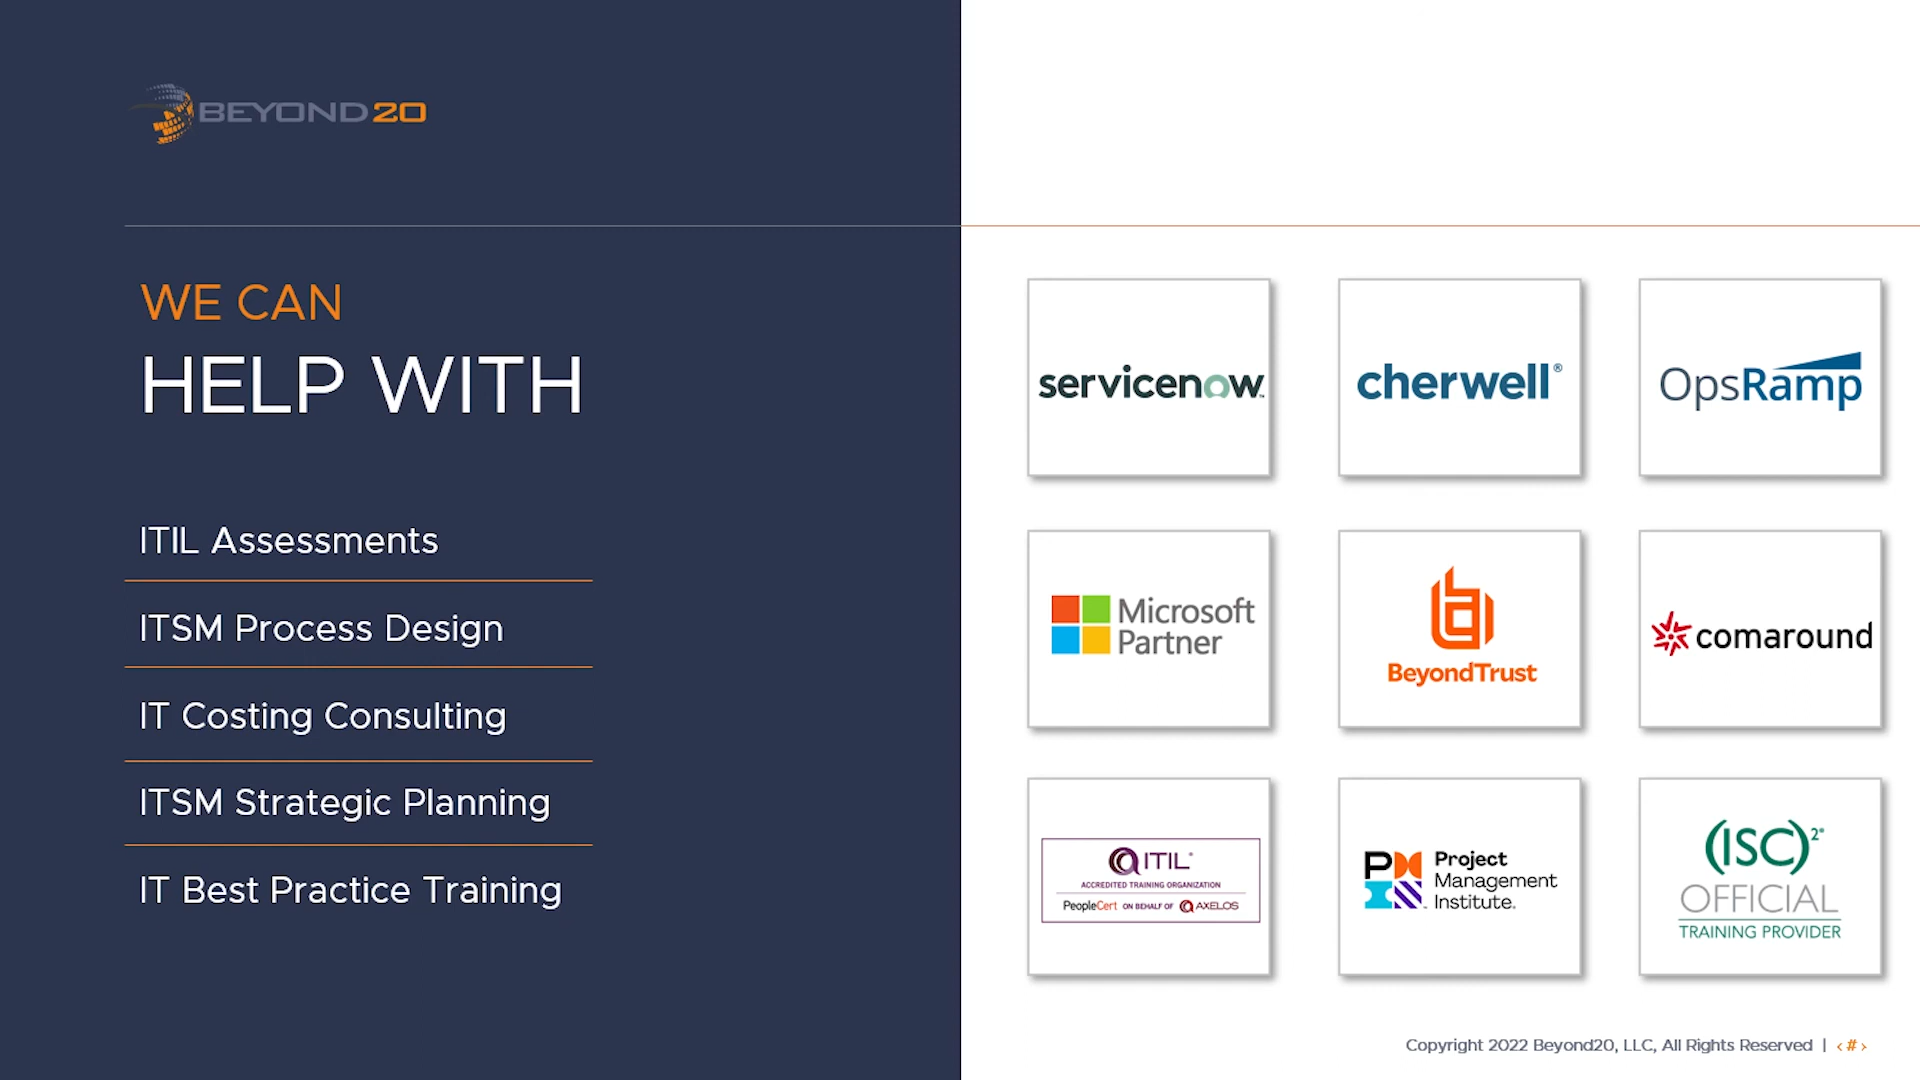 BEYOND20
WE CAN
HELP WITH
ITIL Assessments
ITSM Process Design
IT Costing Consulting
ITSM Strategic Planning
IT Best Practice Training
servicenow™
cherwell®
OpsRamp
Microsoft
Partner
BeyondTrust
comaround
ITIL®
ACCREDITED TRAINING ORGANIZATION
PeopleCert ON BEHALF OF AXELOS
Project
Management
Institute.
(ISC)²®
OFFICIAL
TRAINING PROVIDER
Copyright 2022 Beyond20, LLC, All Rights Reserved | ‹#›